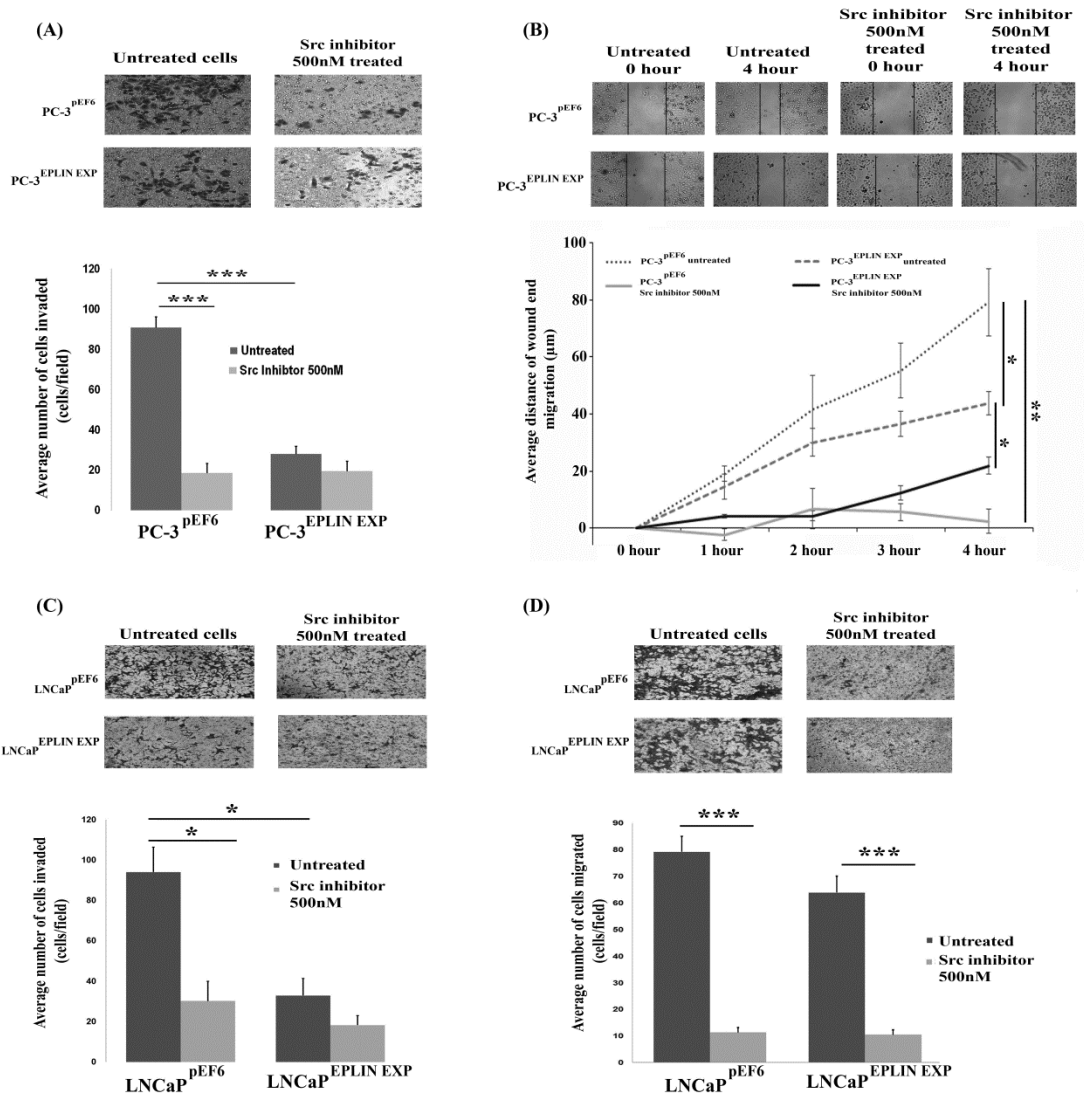 (A)
Untreated cells
Src inhibitor
500nM treated
PC-3pEF6
PC-3EPLIN EXP
120
100
80
60
40
20
0
Average number of cells invaded
(cells/field)
***
***
Untreated
Src Inhibtor 500nM
PC-3pEF6
PC-3EPLIN EXP
(B)
Untreated
0 hour
Untreated
4 hour
Src inhibitor
500nM
treated
0 hour
Src inhibitor
500nM
treated
4 hour
PC-3pEF6
PC-3EPLIN EXP
100
80
60
40
20
0
Average distance of wound end
migration (µm)
PC-3pEF6 untreated
PC-3EPLIN EXP untreated
PC-3pEF6
Src inhibitor 500nM
PC-3EPLIN EXP
Src inhibitor 500nM
*
*
**
0 hour
1 hour
2 hour
3 hour
4 hour
(C)
Untreated cells
Src inhibitor
500nM treated
LNCaPpEF6
LNCaPEPLIN EXP
120
100
80
60
40
20
0
Average number of cells invaded
(cells/field)
*
*
Untreated
Src inhibitor
500nM
LNCaPpEF6
LNCaPEPLIN EXP
(D)
Untreated cells
Src inhibitor
500nM treated
LNCaPpEF6
LNCaPEPLIN EXP
90
80
70
60
50
40
30
20
10
0
Average number of cells migrated
(cells/field)
***
***
Untreated
Src inhibitor
500nM
LNCaPpEF6
LNCaPEPLIN EXP